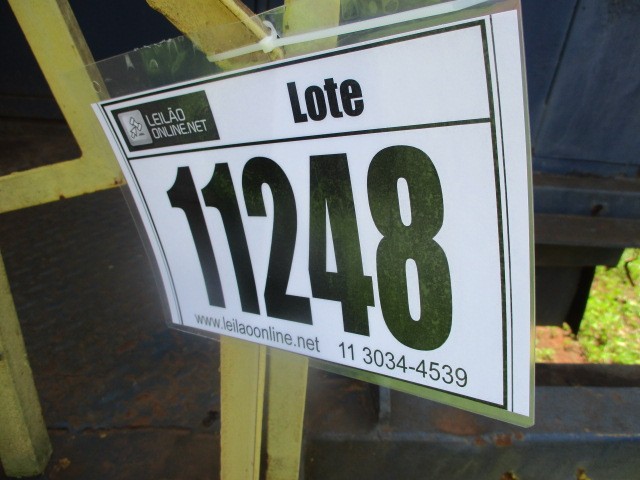 LEILÃO
ONLINE.NET
Lote
11248
www.leilaoonline.net 11 3034-4539